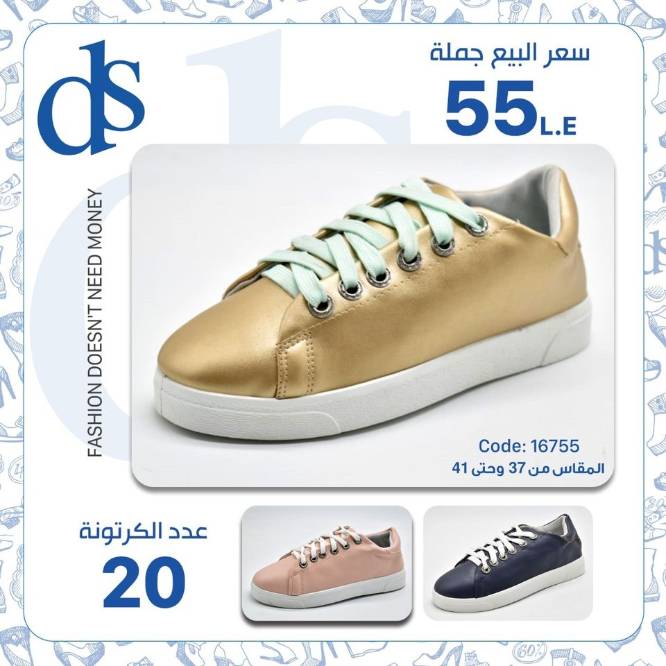 ds
سعر البيع جملة
55L.E
FASHION DOESN'T NEED MONEY
Code: 16755
المقاس من 37 وحتى 41
عدد الكرتونة
20
60%